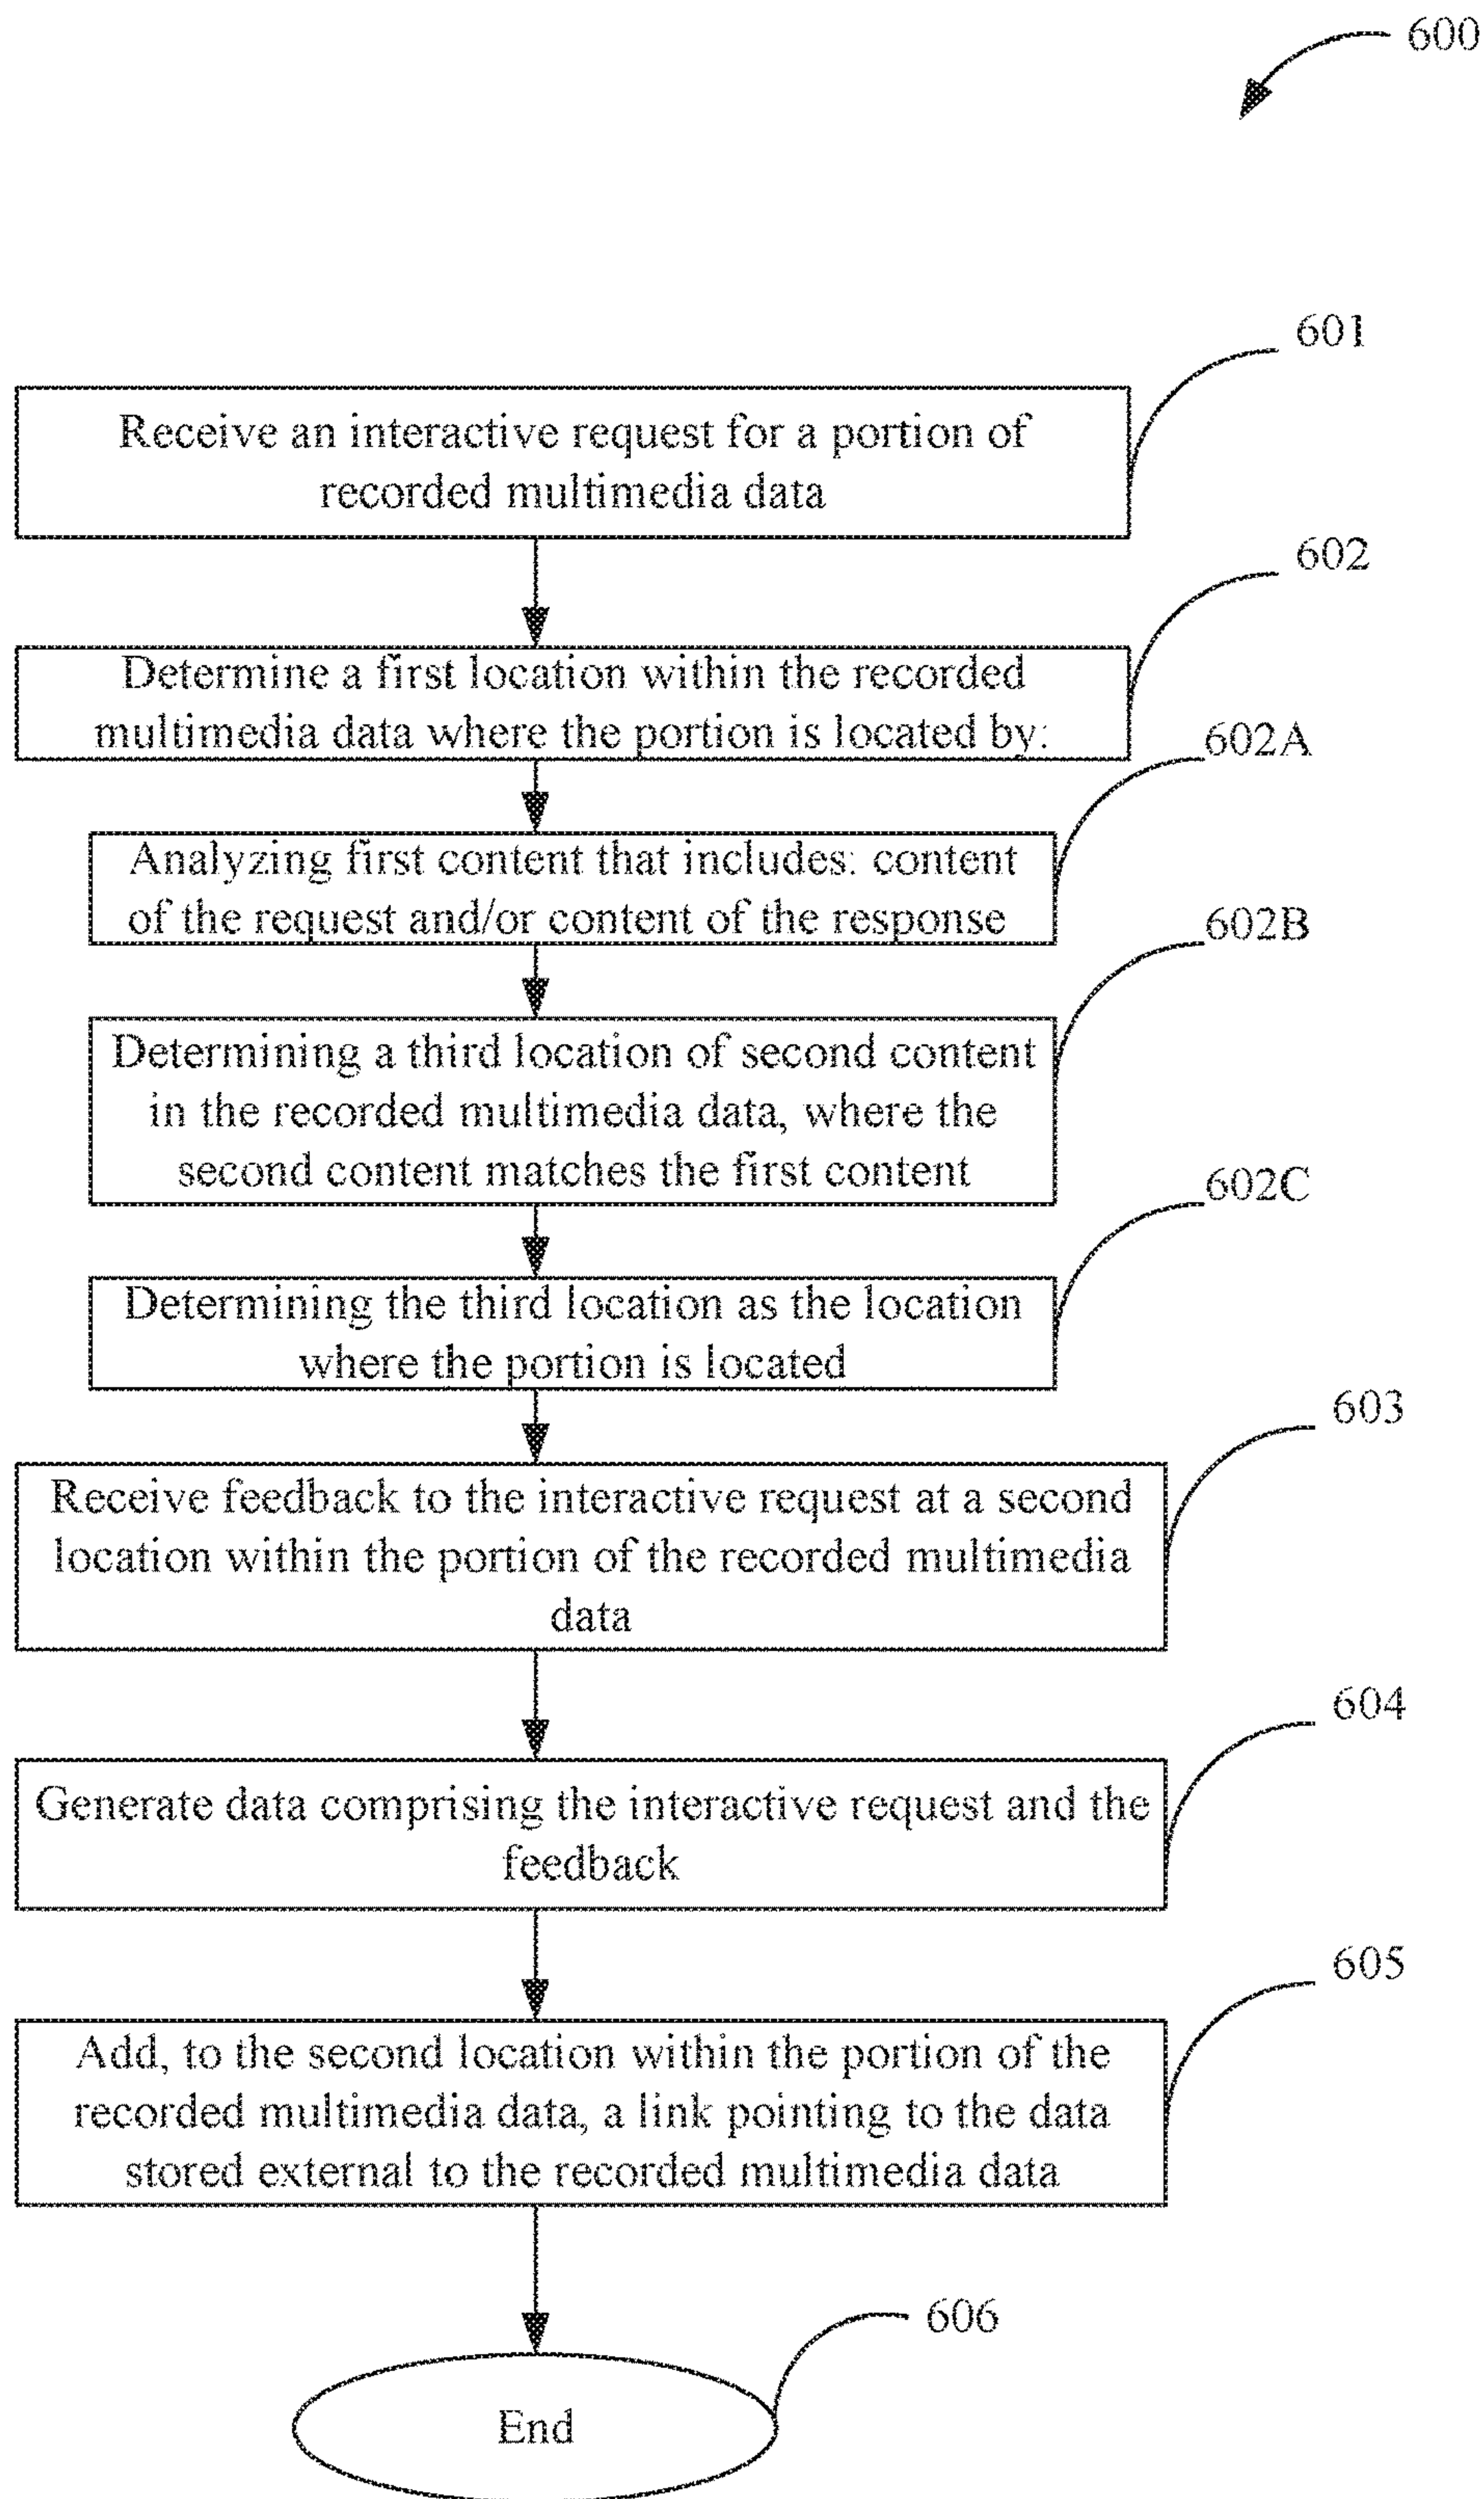 600
601
Receive an interactive request for a portion of
recorded multimedia data
602
Determine a first location within the recorded
multimedia data where the portion is located by:
602A
Analyzing first content that includes: content
of the request and/or content of the response
602B
Determining a third location of second content
in the recorded multimedia data, where the
second content matches the first content
602C
Determining the third location as the location
where the portion is located
603
Receive feedback to the interactive request at a second
location within the portion of the recorded multimedia
data
604
Generate data comprising the interactive request and the
feedback
605
Add, to the second location within the portion of the
recorded multimedia data, a link pointing to the data
stored external to the recorded multimedia data
606
End